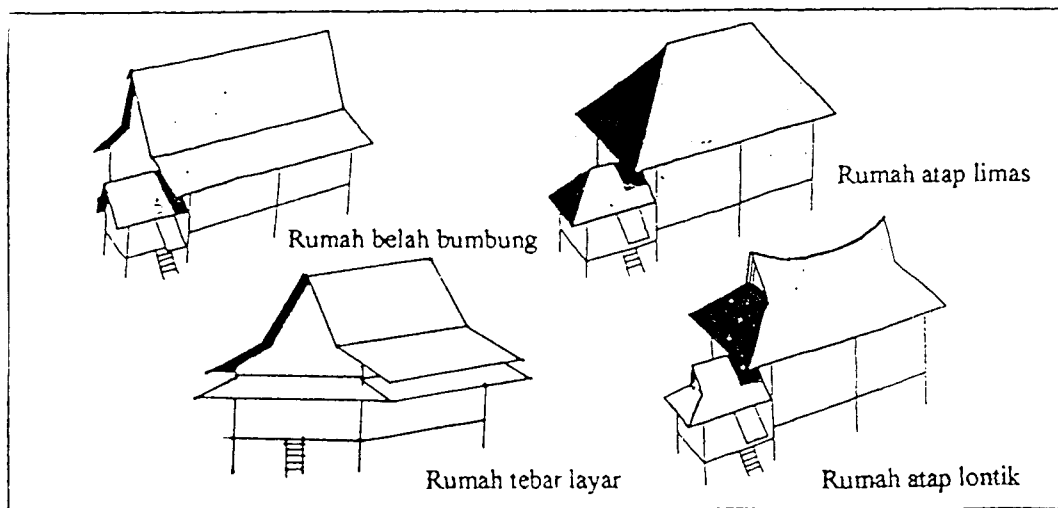 Rumah atap limas
Rumah belah bumbung
Rumah tebar layar
Rumah atap lontik